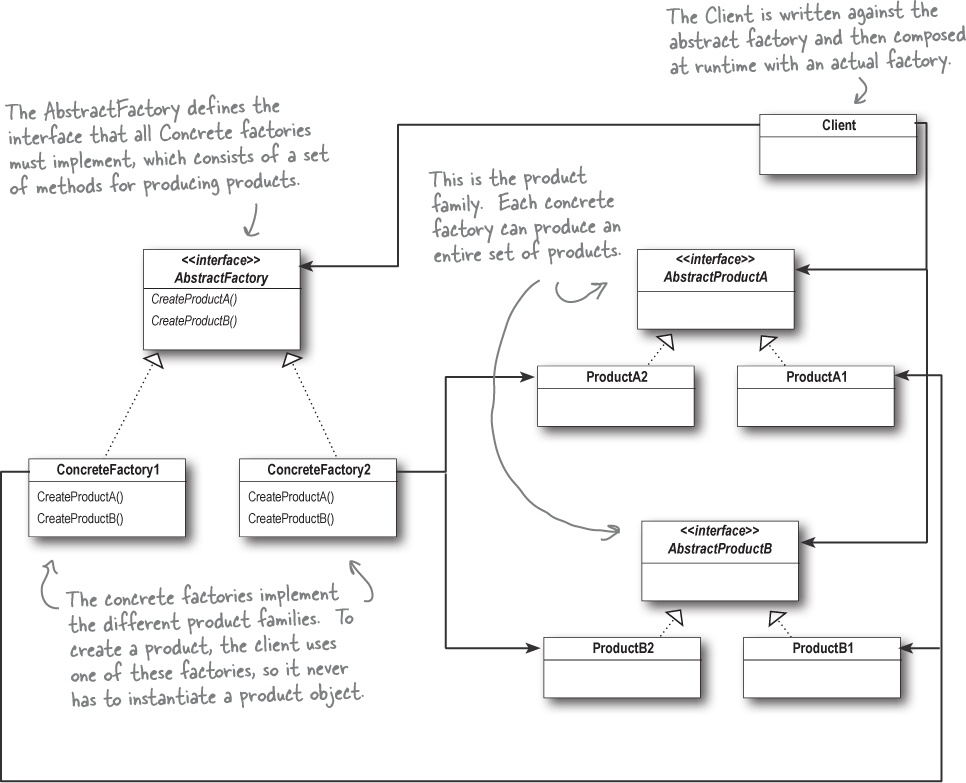 The Client is written against the
abstract factory and then composed
at runtime with an actual factory.
The AbstractFactory defines the
interface that all Concrete factories
must implement, which consists of a set
of methods for producing products.
Client
This is the product
family. Each concrete
factory can produce an
entire set of products.
<<interface>>
AbstractFactory
CreateProductA()
CreateProductB()
<<interface>>
AbstractProductA
ProductA2
ProductA1
ConcreteFactory1
CreateProductA()
CreateProductB()
ConcreteFactory2
CreateProductA()
CreateProductB()
<<interface>>
AbstractProductB
The concrete factories implement
the different product families. To
create a product, the client uses
one of these factories, so it never
has to instantiate a product object.
ProductB2
ProductB1